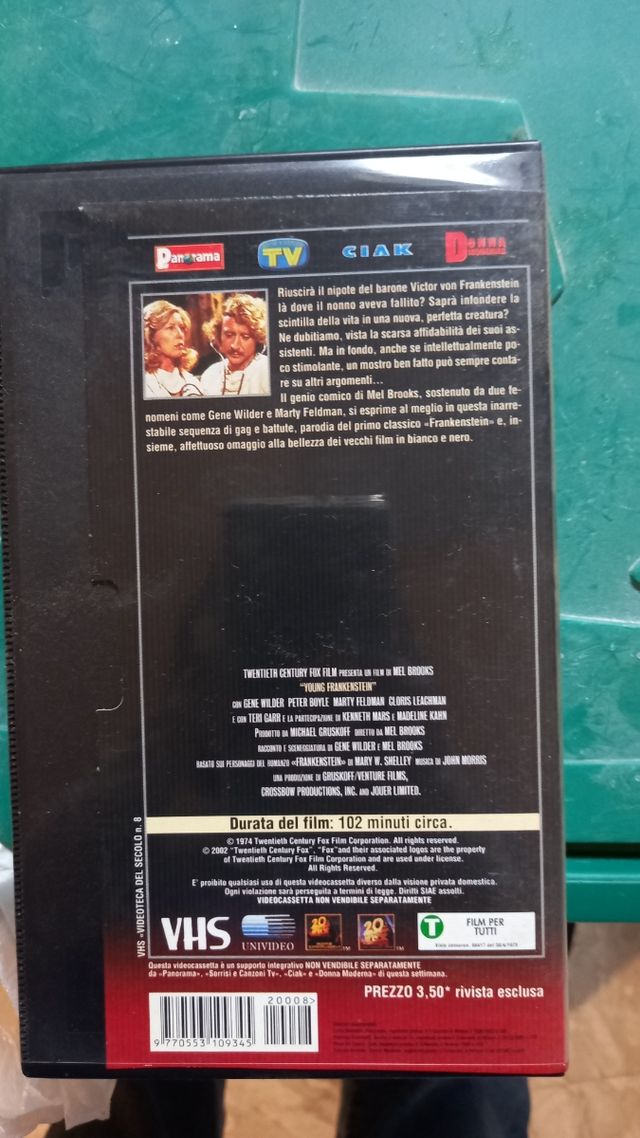 Panorama TV CIAK DONNA MODERNA
Riuscirà il nipote del barone Victor von Frankenstein
là dove il nonno aveva fallito? Saprà infondere la
scintilla della vita in una nuova, perfetta creatura?
Ne dubitiamo, vista la scarsa affidabilità dei suoi as-
sistenti. Ma in fondo, anche se intellettualmente po-
co stimolante, un mostro ben fatto può sempre conta-
re su altri argomenti...
Il genio comico di Mel Brooks, sostenuto da due fe-
nomeni come Gene Wilder e Marty Feldman, si esprime al meglio in questa inarre-
stabile sequenza di gag e battute, parodia del primo classico «Frankenstein» e, in-
sieme, affettuoso omaggio alla bellezza dei vecchi film in bianco e nero.
TWENTIETH CENTURY FOX FILM PRESENTA UN FILM DI MEL BROOKS
"YOUNG FRANKENSTEIN"
CON GENE WILDER PETER BOYLE MARTY FELDMAN CLORIS LEACHMAN
E CON TERI GARR E LA PARTECIPAZIONE DI KENNETH MARS E MADELINE KAHN
PRODOTTO DA MICHAEL GRUSKOFF DIRETTO DA MEL BROOKS
RACCONTO E SCENEGGIATURA DI GENE WILDER E MEL BROOKS
BASATO SUI PERSONAGGI DEL ROMANZO «FRANKENSTEIN» DI MARY W. SHELLEY MUSICA DI JOHN MORRIS
UNA PRODUZIONE DI GRUSKOFF/VENTURE FILMS,
CROSSBOW PRODUCTIONS, INC. AND JOUER LIMITED.
Durata del film: 102 minuti circa.
© 1974 Twentieth Century Fox Film Corporation. All rights reserved.
© 2002 "Twentieth Century Fox", "Fox"and their associated logos are the property
of Twentieth Century Fox Film Corporation and are used under license.
All Rights Reserved.
E' proibito qualsiasi uso di questa videocassetta diverso dalla visione privata domestica.
Ogni violazione sarà perseguita a termini di legge. Diritti SIAE assolti.
VIDEOCASSETTA NON VENDIBILE SEPARATAMENTE
VHS «VIDEOTECA DEL SECOLO n. 8
VHS UNIVIDEO TM TM T FILM PER
TUTTI
Questa videocassetta è un supporto integrativo NON VENDIBILE SEPARATAMENTE
da «Panorama», «Sorrisi e Canzoni Tv», «Ciak» e «Donna Moderna» di questa settimana.
PREZZO 3,50* rivista esclusa
20008>
9 770553 109345